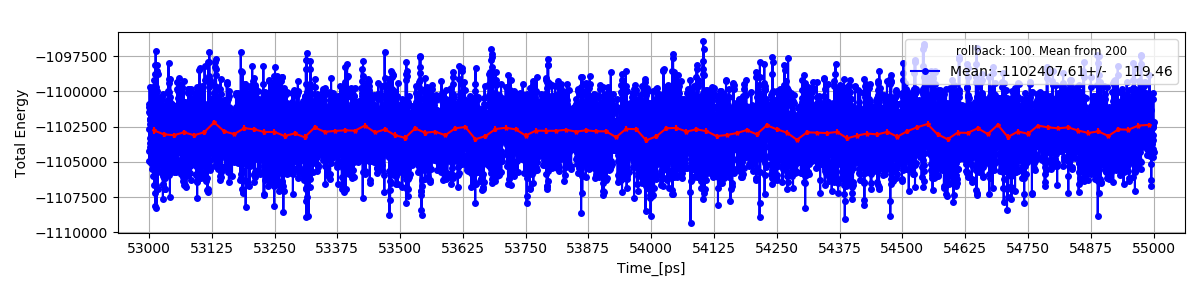 rollback: 100. Mean from 200
Mean: -1102407.61+/-    119.46
Total Energy
−1097500
−1100000
−1102500
−1105000
−1107500
−1110000
53000 53125 53250 53375 53500 53625 53750 53875 54000 54125 54250 54375 54500 54625 54750 54875 55000
Time_[ps]